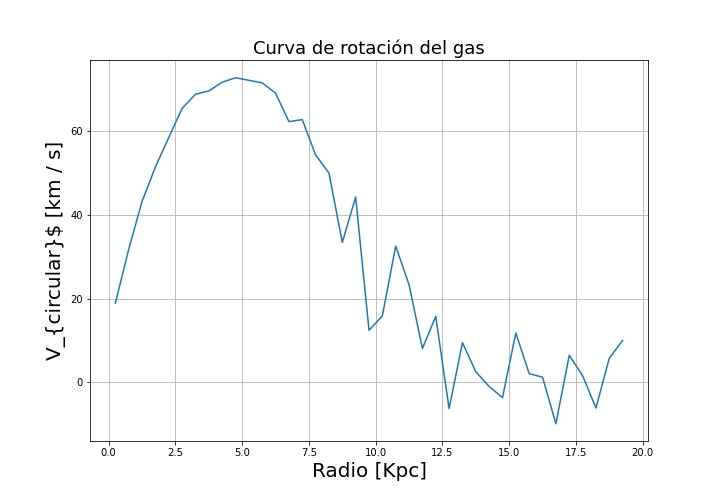 Curva de rotación del gas
V_{circular}$ [km / s]
60
40
20
0
0.0 2.5 5.0 7.5 10.0 12.5 15.0 17.5 20.0
Radio [Kpc]